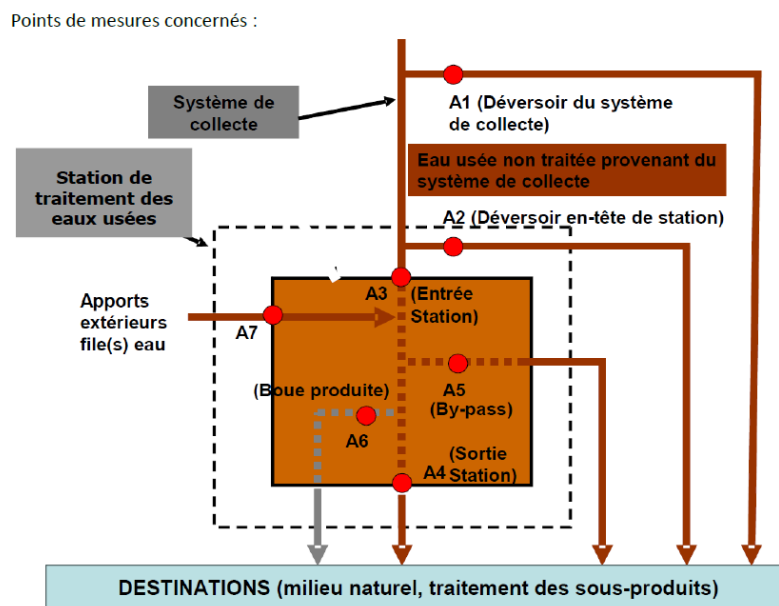 Points de mesures concernés :
Système de
collecte
A1 (Déversoir du système
de collecte)
Station de
traitement des
eaux usées
Eau usée non traitée provenant du
système de collecte
A2 (Déversoir en-tête de station)
A3 (Entrée
Station)
Apports
extérieurs
file(s) eau
A7
(Boue produite)
A5
(By-pass)
A6
(Sortie
A4 Station)
DESTINATIONS (milieu naturel, traitement des sous-produits)